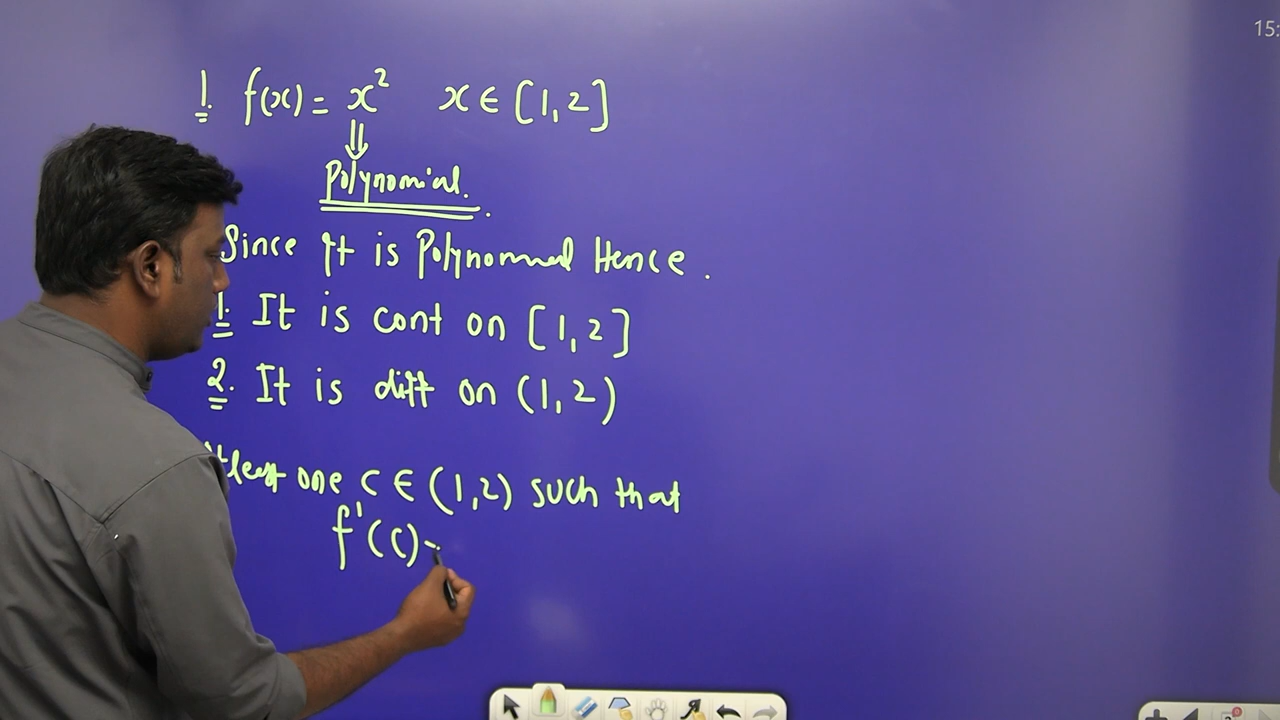 15:
1. f(x) = x² x ∈ [1,2]
⇓
Polynomial.
Since It is Polynomial Hence.
1. It is cont on [1,2]
2. It is diff on (1,2)
atleast one c ∈ (1,2) such that
f'(c)-